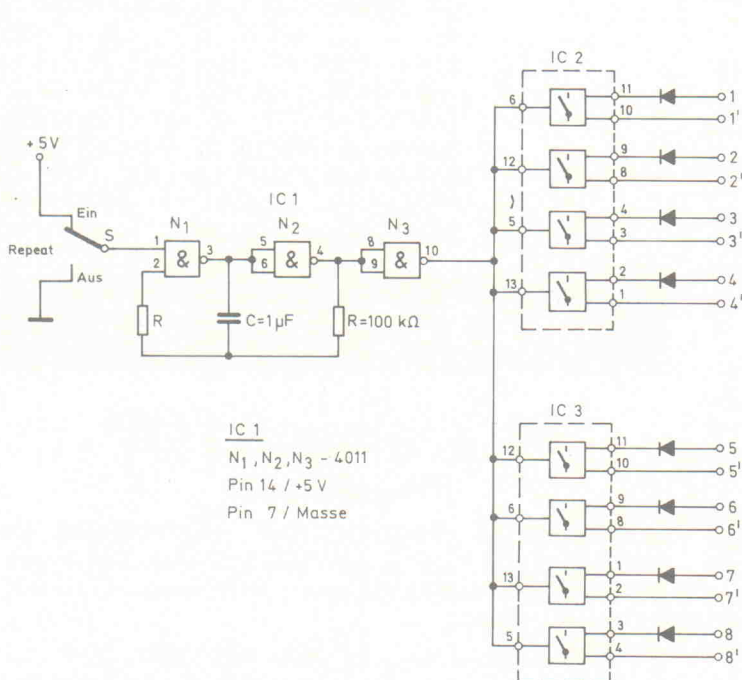 IC 2
6
11
1
10
1'
12
9
2
8
2'
5
4
3
3
3'
13
2
4
1
4'
+ 5 V
Ein
S
Repeat
Aus
IC 1
N1
N2
N3
1
2
&
3
5
6
&
4
8
9
&
10
R
C=1µF
R=100 kΩ
IC 1
N1 , N2 , N3 - 4011
Pin 14 / +5 V
Pin 7 / Masse
IC 3
12
11
5
10
5'
6
9
6
8
6'
13
1
7
2
7'
5
3
8
4
8'